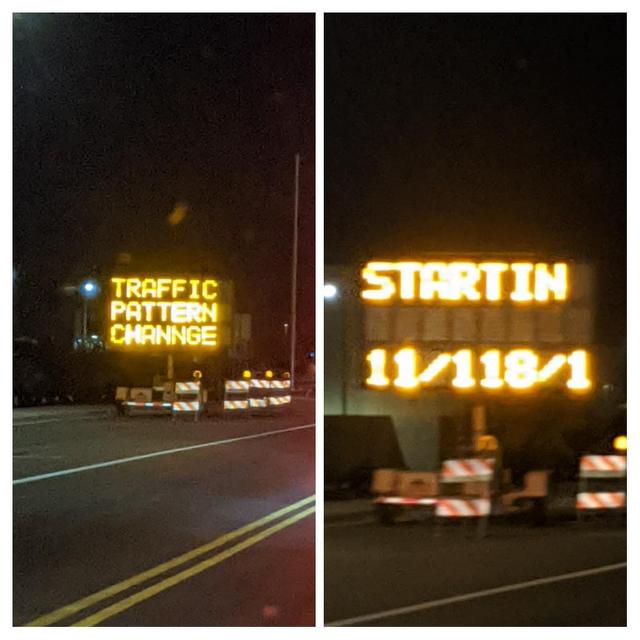 TRAFFIC
PATTERN
CHANNGE
STARTIN
11/118/1